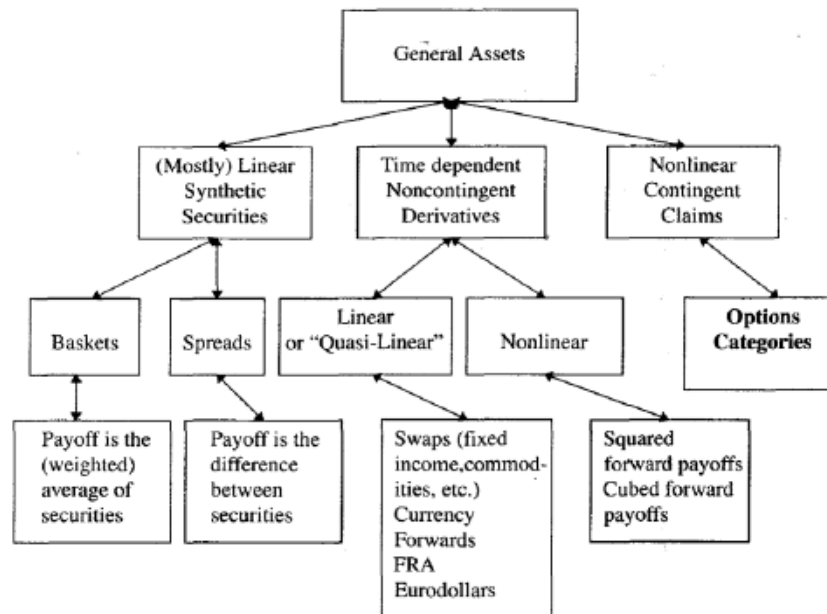 General Assets
(Mostly) Linear
Synthetic
Securities
Time dependent
Noncontingent
Derivatives
Nonlinear
Contingent
Claims
Baskets
Spreads
Linear
or “Quasi-Linear”
Nonlinear
Options
Categories
Payoff is the
(weighted)
average of
securities
Payoff is the
difference
between
securities
Swaps (fixed
income,commod-
ities, etc.)
Currency
Forwards
FRA
Eurodollars
Squared
forward payoffs
Cubed forward
payoffs